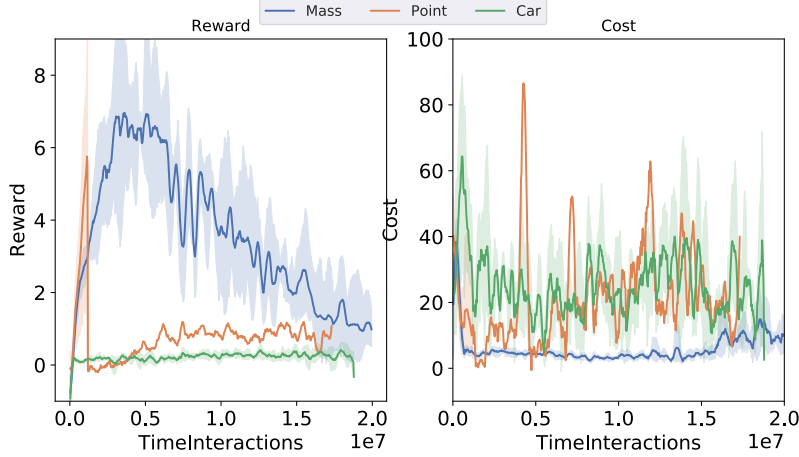 Mass Point Car
Reward
Cost
Reward
8
6
4
2
0
0.0 0.5 1.0 1.5 2.0
TimeInteractions 1e7
Cost
100
80
60
40
20
0
0.0 0.5 1.0 1.5 2.0
TimeInteractions 1e7